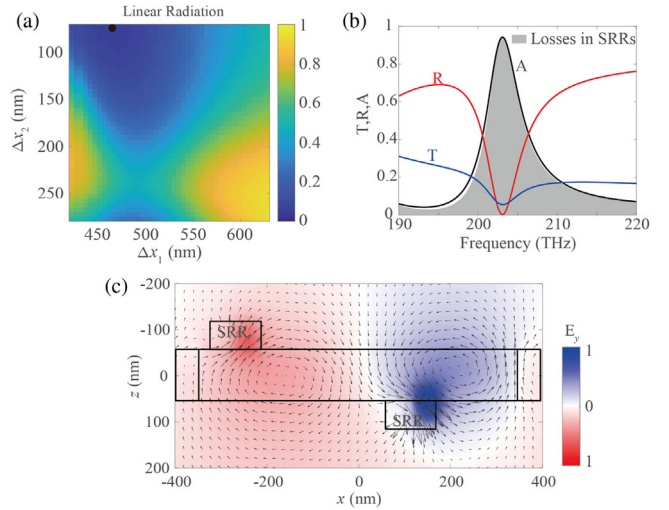 (a)
Linear Radiation
70
100
150
200
250
450
500
550
600
Δx₂ (nm)
Δx₁ (nm)
1
0.8
0.6
0.4
0.2
0
(b)
Losses in SRRs
R
A
T
T,R,A
1
0.8
0.6
0.4
0.2
0
190
200
210
220
Frequency (THz)
(c)
-200
-100
0
100
200
z (nm)
SRR
SRR
-400
-200
0
200
400
x (nm)
E_y
1
0
1